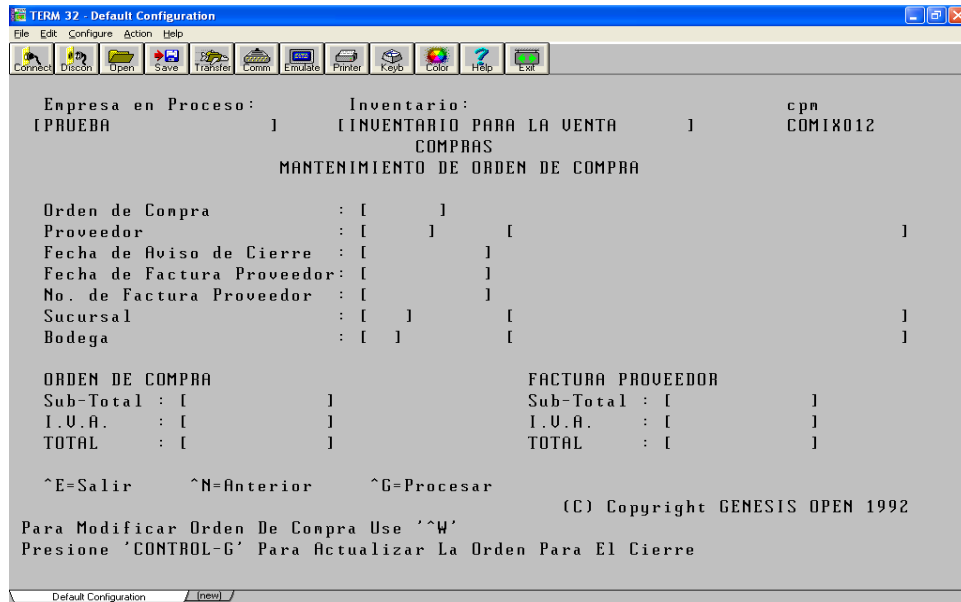 TERM 32 - Default Configuration
File Edit Configure Action Help
Connect Discon Open Save Transfer Comm Emulate Printer Keyb Color Help Exit
Empresa en Proceso: Inventario: cpm
[PRUEBA ] [INVENTARIO PARA LA VENTA ] COMIX012
COMPRAS
MANTENIMIENTO DE ORDEN DE COMPRA
Orden de Compra : [ ]
Proveedor : [ ] [ ]
Fecha de Aviso de Cierre : [ ]
Fecha de Factura Proveedor: [ ]
No. de Factura Proveedor : [ ]
Sucursal : [ ] [ ]
Bodega : [ ] [ ]
ORDEN DE COMPRA FACTURA PROVEEDOR
Sub-Total : [ ] Sub-Total : [ ]
I.V.A. : [ ] I.V.A. : [ ]
TOTAL : [ ] TOTAL : [ ]
^E=Salir ^N=Anterior ^G=Procesar
(C) Copyright GENESIS OPEN 1992
Para Modificar Orden De Compra Use '^W'
Presione 'CONTROL-G' Para Actualizar La Orden Para El Cierre
Default Configuration (new)